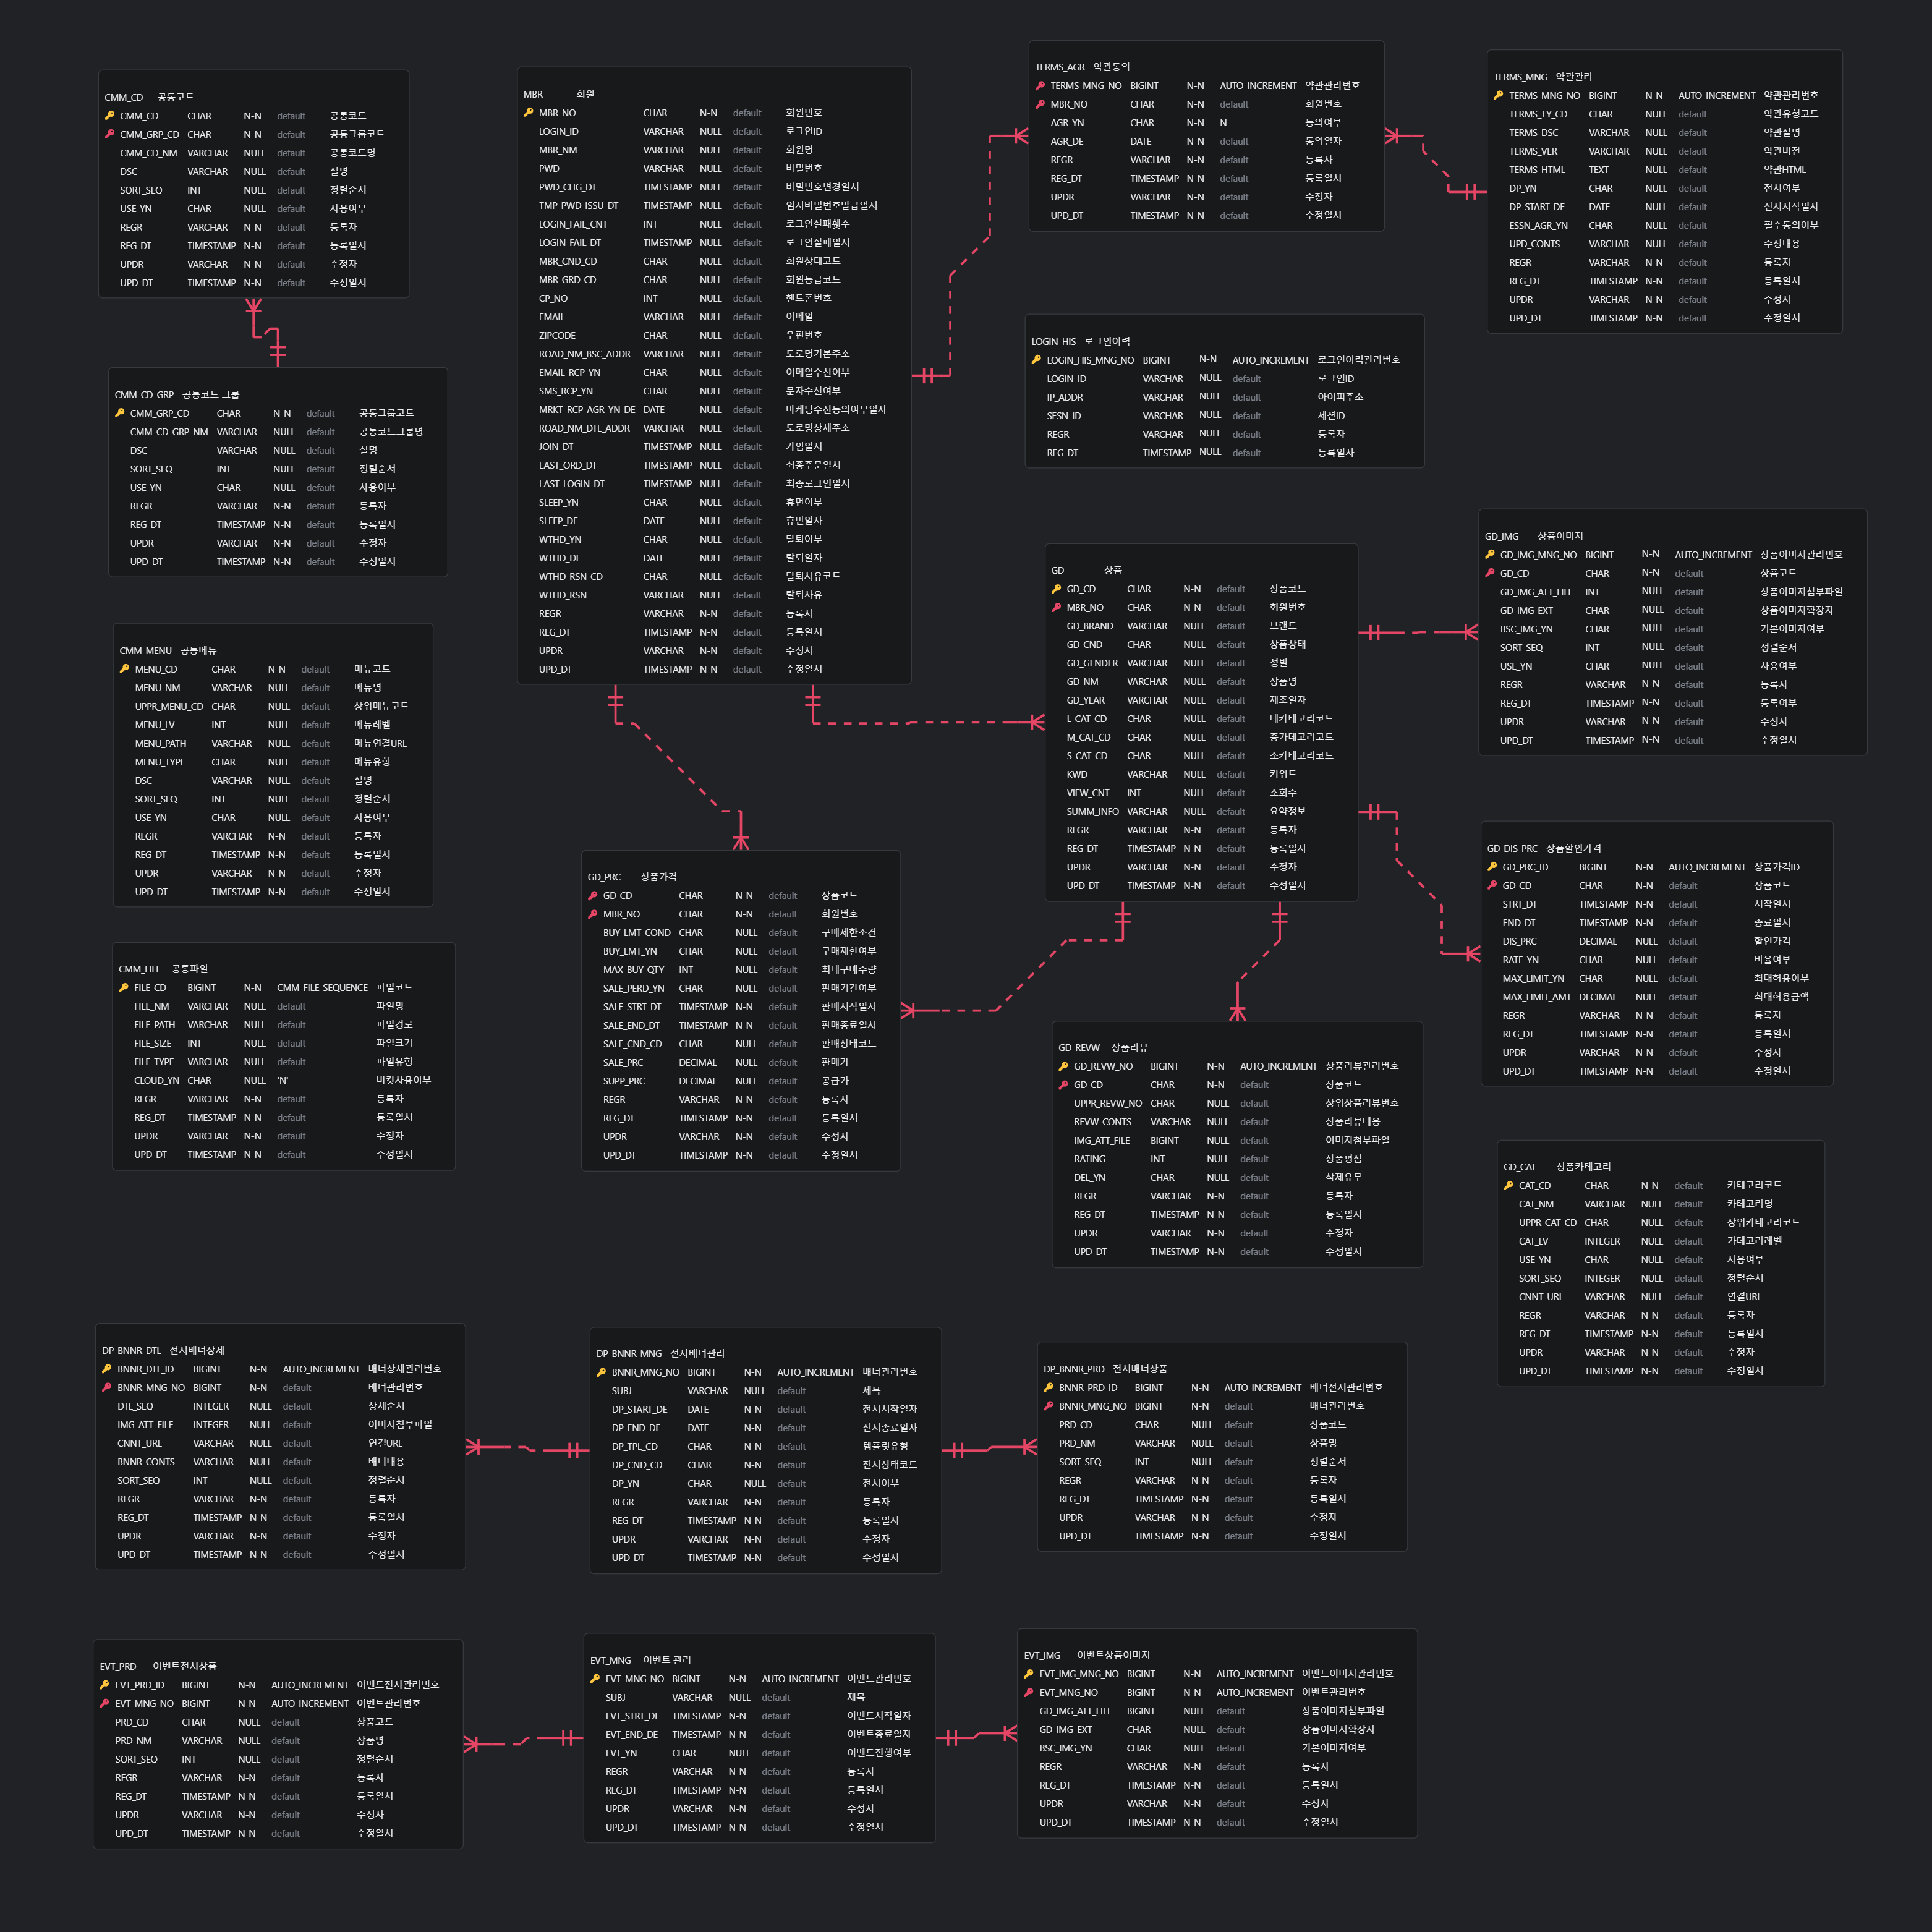 CMM_CD 공통코드
CMM_CD CHAR N-N default 공통코드
CMM_GRP_CD CHAR N-N default 공통그룹코드
CMM_CD_NM VARCHAR NULL default 공통코드명
DSC VARCHAR NULL default 설명
SORT_SEQ INT NULL default 정렬순서
USE_YN CHAR NULL default 사용여부
REGR VARCHAR N-N default 등록자
REG_DT TIMESTAMP N-N default 등록일시
UPDR VARCHAR N-N default 수정자
UPD_DT TIMESTAMP N-N default 수정일시
CMM_CD_GRP 공통코드 그룹
CMM_GRP_CD CHAR N-N default 공통그룹코드
CMM_CD_GRP_NM VARCHAR NULL default 공통코드그룹명
DSC VARCHAR NULL default 설명
SORT_SEQ INT NULL default 정렬순서
USE_YN CHAR NULL default 사용여부
REGR VARCHAR N-N default 등록자
REG_DT TIMESTAMP N-N default 등록일시
UPDR VARCHAR N-N default 수정자
UPD_DT TIMESTAMP N-N default 수정일시
CMM_MENU 공통메뉴
MENU_CD CHAR N-N default 메뉴코드
MENU_NM VARCHAR NULL default 메뉴명
UPPR_MENU_CD CHAR NULL default 상위메뉴코드
MENU_LV INT NULL default 메뉴레밸
MENU_PATH VARCHAR NULL default 메뉴연결URL
MENU_TYPE CHAR NULL default 메뉴유형
DSC VARCHAR NULL default 설명
SORT_SEQ INT NULL default 정렬순서
USE_YN CHAR NULL default 사용여부
REGR VARCHAR N-N default 등록자
REG_DT TIMESTAMP N-N default 등록일시
UPDR VARCHAR N-N default 수정자
UPD_DT TIMESTAMP N-N default 수정일시
CMM_FILE 공통파일
FILE_CD BIGINT N-N CMM_FILE_SEQUENCE 파일코드
FILE_NM VARCHAR NULL default 파일명
FILE_PATH VARCHAR NULL default 파일경로
FILE_SIZE INT NULL default 파일크기
FILE_TYPE VARCHAR NULL default 파일유형
CLOUD_YN CHAR NULL 'N' 버킷사용여부
REGR VARCHAR N-N default 등록자
REG_DT TIMESTAMP N-N default 등록일시
UPDR VARCHAR N-N default 수정자
UPD_DT TIMESTAMP N-N default 수정일시
MBR 회원
MBR_NO CHAR N-N default 회원번호
LOGIN_ID VARCHAR NULL default 로그인ID
MBR_NM VARCHAR NULL default 회원명
PWD VARCHAR NULL default 비밀번호
PWD_CHG_DT TIMESTAMP NULL default 비밀번호변경일시
TMP_PWD_ISSU_DT TIMESTAMP NULL default 임시비밀번호발급일시
LOGIN_FAIL_CNT INT NULL default
LOGIN_FAIL_DT TIMESTAMP NULL default 로그인실패일시
MBR_CND_CD CHAR NULL default 회원상태코드
MBR_GRD_CD CHAR NULL default 회원등급코드
CP_NO INT NULL default 핸드폰번호
EMAIL VARCHAR NULL default 이메일
ZIPCODE CHAR NULL default 우편번호
ROAD_NM_BSC_ADDR VARCHAR NULL default 도로명기본주소
EMAIL_RCP_YN CHAR NULL default 이메일수신여부
SMS_RCP_YN CHAR NULL default 문자수신여부
MRKT_RCP_AGR_YN_DE DATE NULL default 마케팅수신동의여부일자
ROAD_NM_DTL_ADDR VARCHAR NULL default 도로명상세주소
JOIN_DT TIMESTAMP NULL default 가입일시
LAST_ORD_DT TIMESTAMP NULL default 최종주문일시
LAST_LOGIN_DT TIMESTAMP NULL default 최종로그인일시
SLEEP_YN CHAR NULL default 휴먼여부
SLEEP_DE DATE NULL default 휴먼일자
WTHD_YN CHAR NULL default 탈퇴여부
WTHD_DE DATE NULL default 탈퇴일자
WTHD_RSN_CD CHAR NULL default 탈퇴사유코드
WTHD_RSN VARCHAR NULL default 탈퇴사유
REGR VARCHAR N-N default 등록자
REG_DT TIMESTAMP N-N default 등록일시
UPDR VARCHAR N-N default 수정자
UPD_DT TIMESTAMP N-N default 수정일시
TERMS_AGR 약관동의
TERMS_MNG_NO BIGINT N-N AUTO_INCREMENT 약관관리번호
MBR_NO CHAR N-N default 회원번호
AGR_YN CHAR N-N N 동의여부
AGR_DE DATE N-N default 동의일자
REGR VARCHAR N-N default 등록자
REG_DT TIMESTAMP N-N default 등록일시
UPDR VARCHAR N-N default 수정자
UPD_DT TIMESTAMP N-N default 수정일시
TERMS_MNG 약관관리
TERMS_MNG_NO BIGINT N-N AUTO_INCREMENT 약관관리번호
TERMS_TY_CD CHAR NULL default 약관유형코드
TERMS_DSC VARCHAR NULL default 약관설명
TERMS_VER VARCHAR NULL default 약관버전
TERMS_HTML TEXT NULL default 약관HTML
DP_YN CHAR NULL default 전시여부
DP_START_DE DATE NULL default 전시시작일자
ESSN_AGR_YN CHAR NULL default 필수동의여부
UPD_CONTS VARCHAR NULL default 수정내용
REGR VARCHAR N-N default 등록자
REG_DT TIMESTAMP N-N default 등록일시
UPDR VARCHAR N-N default 수정자
UPD_DT TIMESTAMP N-N default 수정일시
LOGIN_HIS 로그인이력
LOGIN_HIS_MNG_NO BIGINT N-N AUTO_INCREMENT 로그인이력관리번호
LOGIN_ID VARCHAR NULL default 로그인ID
IP_ADDR VARCHAR NULL default 아이피주소
SESN_ID VARCHAR NULL default 세션ID
REGR VARCHAR NULL default 등록자
REG_DT TIMESTAMP NULL default 등록일자
GD 상품
GD_CD CHAR N-N default 상품코드
MBR_NO CHAR N-N default 회원번호
GD_BRAND VARCHAR NULL default 브랜드
GD_CND CHAR NULL default 상품상태
GD_GENDER VARCHAR NULL default 성별
GD_NM VARCHAR NULL default 상품명
GD_YEAR VARCHAR NULL default 제조일자
L_CAT_CD CHAR NULL default 대카테고리코드
M_CAT_CD CHAR NULL default 중카테고리코드
S_CAT_CD CHAR NULL default 소카테고리코드
KWD VARCHAR NULL default 키워드
VIEW_CNT INT NULL default 조회수
SUMM_INFO VARCHAR NULL default 요약정보
REGR VARCHAR N-N default 등록자
REG_DT TIMESTAMP N-N default 등록일시
UPDR VARCHAR N-N default 수정자
UPD_DT TIMESTAMP N-N default 수정일시
GD_IMG 상품이미지
GD_IMG_MNG_NO BIGINT N-N AUTO_INCREMENT 상품이미지관리번호
GD_CD CHAR N-N default 상품코드
GD_IMG_ATT_FILE INT NULL default 상품이미지첨부파일
GD_IMG_EXT CHAR NULL default 상품이미지확장자
BSC_IMG_YN CHAR NULL default 기본이미지여부
SORT_SEQ INT NULL default 정렬순서
USE_YN CHAR NULL default 사용여부
REGR VARCHAR N-N default 등록자
REG_DT TIMESTAMP N-N default 등록여부
UPDR VARCHAR N-N default 수정자
UPD_DT TIMESTAMP N-N default 수정일시
GD_PRC 상품가격
GD_CD CHAR N-N default 상품코드
MBR_NO CHAR N-N default 회원번호
BUY_LMT_COND CHAR NULL default 구매제한조건
BUY_LMT_YN CHAR NULL default 구매제한여부
MAX_BUY_QTY INT NULL default 최대구매수량
SALE_PERD_YN CHAR NULL default 판매기간여부
SALE_STRT_DT TIMESTAMP N-N default 판매시작일시
SALE_END_DT TIMESTAMP N-N default 판매종료일시
SALE_CND_CD CHAR NULL default 판매상태코드
SALE_PRC DECIMAL NULL default 판매가
SUPP_PRC DECIMAL NULL default 공급가
REGR VARCHAR N-N default 등록자
REG_DT TIMESTAMP N-N default 등록일시
UPDR VARCHAR N-N default 수정자
UPD_DT TIMESTAMP N-N default 수정일시
GD_DIS_PRC 상품할인가격
GD_PRC_ID BIGINT N-N AUTO_INCREMENT 상품가격ID
GD_CD CHAR N-N default 상품코드
STRT_DT TIMESTAMP N-N default 시작일시
END_DT TIMESTAMP N-N default 종료일시
DIS_PRC DECIMAL NULL default 할인가격
RATE_YN CHAR NULL default 비율여부
MAX_LIMIT_YN CHAR NULL default 최대허용여부
MAX_LIMIT_AMT DECIMAL NULL default 최대허용금액
REGR VARCHAR N-N default 등록자
REG_DT TIMESTAMP N-N default 등록일시
UPDR VARCHAR N-N default 수정자
UPD_DT TIMESTAMP N-N default 수정일시
GD_REVW 상품리뷰
GD_REVW_NO BIGINT N-N AUTO_INCREMENT 상품리뷰관리번호
GD_CD CHAR N-N default 상품코드
UPPR_REVW_NO CHAR NULL default 상위상품리뷰번호
REVW_CONTS VARCHAR NULL default 상품리뷰내용
IMG_ATT_FILE BIGINT NULL default 이미지첨부파일
RATING INT NULL default 상품평점
DEL_YN CHAR NULL default 삭제유무
REGR VARCHAR N-N default 등록자
REG_DT TIMESTAMP N-N default 등록일시
UPDR VARCHAR N-N default 수정자
UPD_DT TIMESTAMP N-N default 수정일시
GD_CAT 상품카테고리
CAT_CD CHAR N-N default 카테고리코드
CAT_NM VARCHAR NULL default 카테고리명
UPPR_CAT_CD CHAR NULL default 상위카테고리코드
CAT_LV INTEGER NULL default 카테고리레밸
USE_YN CHAR NULL default 사용여부
SORT_SEQ INTEGER NULL default 정렬순서
CNNT_URL VARCHAR NULL default 연결URL
REGR VARCHAR N-N default 등록자
REG_DT TIMESTAMP N-N default 등록일시
UPDR VARCHAR N-N default 수정자
UPD_DT TIMESTAMP N-N default 수정일시
DP_BNNR_DTL 전시배너상세
BNNR_DTL_ID BIGINT N-N AUTO_INCREMENT 배너상세관리번호
BNNR_MNG_NO BIGINT N-N default 배너관리번호
DTL_SEQ INTEGER NULL default 상세순서
IMG_ATT_FILE INTEGER NULL default 이미지첨부파일
CNNT_URL VARCHAR NULL default 연결URL
BNNR_CONTS VARCHAR NULL default 배너내용
SORT_SEQ INT NULL default 정렬순서
REGR VARCHAR N-N default 등록자
REG_DT TIMESTAMP N-N default 등록일시
UPDR VARCHAR N-N default 수정자
UPD_DT TIMESTAMP N-N default 수정일시
DP_BNNR_MNG 전시배너관리
BNNR_MNG_NO BIGINT N-N AUTO_INCREMENT 배너관리번호
SUBJ VARCHAR NULL default 제목
DP_START_DE DATE N-N default 전시시작일자
DP_END_DE DATE N-N default 전시종료일자
DP_TPL_CD CHAR N-N default 템플릿유형
DP_CND_CD CHAR N-N default 전시상태코드
DP_YN CHAR NULL default 전시여부
REGR VARCHAR N-N default 등록자
REG_DT TIMESTAMP N-N default 등록일시
UPDR VARCHAR N-N default 수정자
UPD_DT TIMESTAMP N-N default 수정일시
DP_BNNR_PRD 전시배너상품
BNNR_PRD_ID BIGINT N-N AUTO_INCREMENT 배너전시관리번호
BNNR_MNG_NO BIGINT N-N default 배너관리번호
PRD_CD CHAR NULL default 상품코드
PRD_NM VARCHAR NULL default 상품명
SORT_SEQ INT NULL default 정렬순서
REGR VARCHAR N-N default 등록자
REG_DT TIMESTAMP N-N default 등록일시
UPDR VARCHAR N-N default 수정자
UPD_DT TIMESTAMP N-N default 수정일시
EVT_PRD 이벤트전시상품
EVT_PRD_ID BIGINT N-N AUTO_INCREMENT 이벤트전시관리번호
EVT_MNG_NO BIGINT N-N AUTO_INCREMENT 이벤트관리번호
PRD_CD CHAR NULL default 상품코드
PRD_NM VARCHAR NULL default 상품명
SORT_SEQ INT NULL default 정렬순서
REGR VARCHAR N-N default 등록자
REG_DT TIMESTAMP N-N default 등록일시
UPDR VARCHAR N-N default 수정자
UPD_DT TIMESTAMP N-N default 수정일시
EVT_MNG 이벤트 관리
EVT_MNG_NO BIGINT N-N AUTO_INCREMENT 이벤트관리번호
SUBJ VARCHAR NULL default 제목
EVT_STRT_DE TIMESTAMP N-N default 이벤트시작일자
EVT_END_DE TIMESTAMP N-N default 이벤트종료일자
EVT_YN CHAR NULL default 이벤트진행여부
REGR VARCHAR N-N default 등록자
REG_DT TIMESTAMP N-N default 등록일시
UPDR VARCHAR N-N default 수정자
UPD_DT TIMESTAMP N-N default 수정일시
EVT_IMG 이벤트상품이미지
EVT_IMG_MNG_NO BIGINT N-N AUTO_INCREMENT 이벤트이미지관리번호
EVT_MNG_NO BIGINT N-N AUTO_INCREMENT 이벤트관리번호
GD_IMG_ATT_FILE BIGINT NULL default 상품이미지첨부파일
GD_IMG_EXT CHAR NULL default 상품이미지확장자
BSC_IMG_YN CHAR NULL default 기본이미지여부
REGR VARCHAR N-N default 등록자
REG_DT TIMESTAMP N-N default 등록일시
UPDR VARCHAR N-N default 수정자
UPD_DT TIMESTAMP N-N default 수정일시